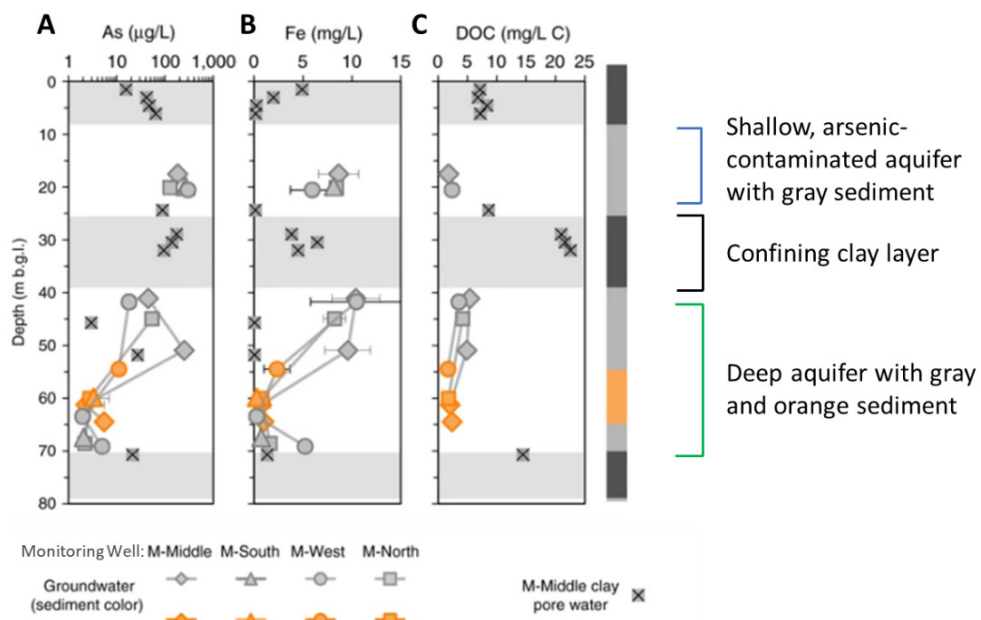 A As (µg/L) B Fe (mg/L) C DOC (mg/L C)
1 10 100 1,000 0 5 10 15 0 5 10 15 20 25
0
10
20
30
40
50
60
70
80
Depth (m b.g.l.)
Shallow, arsenic-
contaminated aquifer
with gray sediment
Confining clay layer
Deep aquifer with gray
and orange sediment
Monitoring Well: M-Middle M-South M-West M-North
Groundwater
(sediment color)
M-Middle clay
pore water